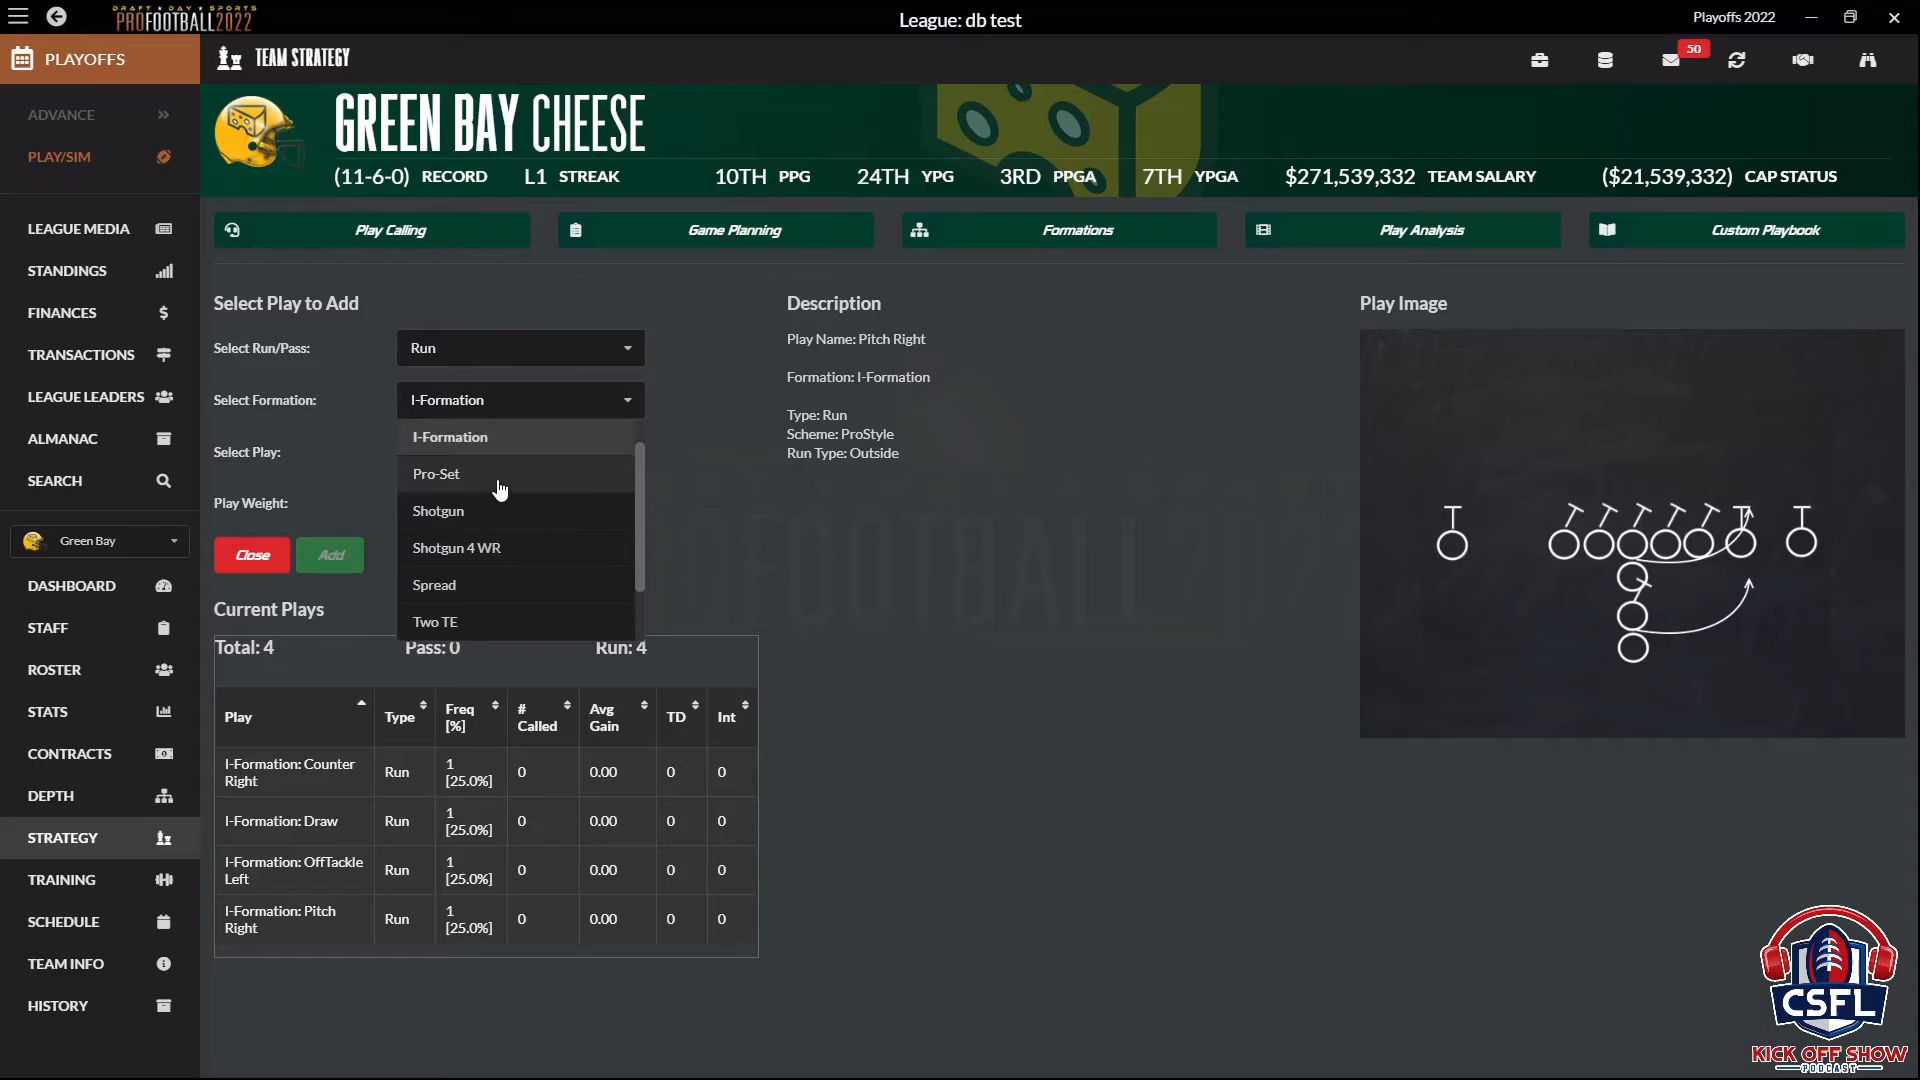 DRAFT DAY SPORTS
PROFOOTBALL2022
League: db test
Playoffs 2022
PLAYOFFS
TEAM STRATEGY
50
ADVANCE
PLAY/SIM
GREEN BAY CHEESE
(11-6-0) RECORD L1 STREAK 10TH PPG 24TH YPG 3RD PPGA 7TH YPGA $271,539,332 TEAM SALARY ($21,539,332) CAP STATUS
LEAGUE MEDIA
STANDINGS
FINANCES
TRANSACTIONS
LEAGUE LEADERS
ALMANAC
SEARCH
Green Bay
DASHBOARD
STAFF
ROSTER
STATS
CONTRACTS
DEPTH
STRATEGY
TRAINING
SCHEDULE
TEAM INFO
HISTORY
Play Calling
Game Planning
Formations
Play Analysis
Custom Playbook
Select Play to Add
Select Run/Pass: Run
Select Formation: I-Formation
Select Play:
Play Weight:
I-Formation
Pro-Set
Shotgun
Shotgun 4 WR
Spread
Two TE
Close
Add
Description
Play Name: Pitch Right
Formation: I-Formation
Type: Run
Scheme: ProStyle
Run Type: Outside
Play Image
Current Plays
Total: 4 Pass: 0 Run: 4
Play Type Freq [%] # Called Avg Gain TD Int
I-Formation: Counter Right Run 1 [25.0%] 0 0.00 0 0
I-Formation: Draw Run 1 [25.0%] 0 0.00 0 0
I-Formation: OffTackle Left Run 1 [25.0%] 0 0.00 0 0
I-Formation: Pitch Right Run 1 [25.0%] 0 0.00 0 0
CSFL
KICK OFF SHOW
PODCAST